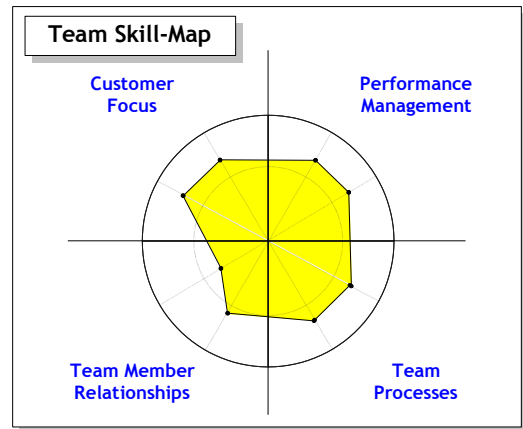 Team Skill-Map
Customer
Focus
Performance
Management
Team Member
Relationships
Team
Processes